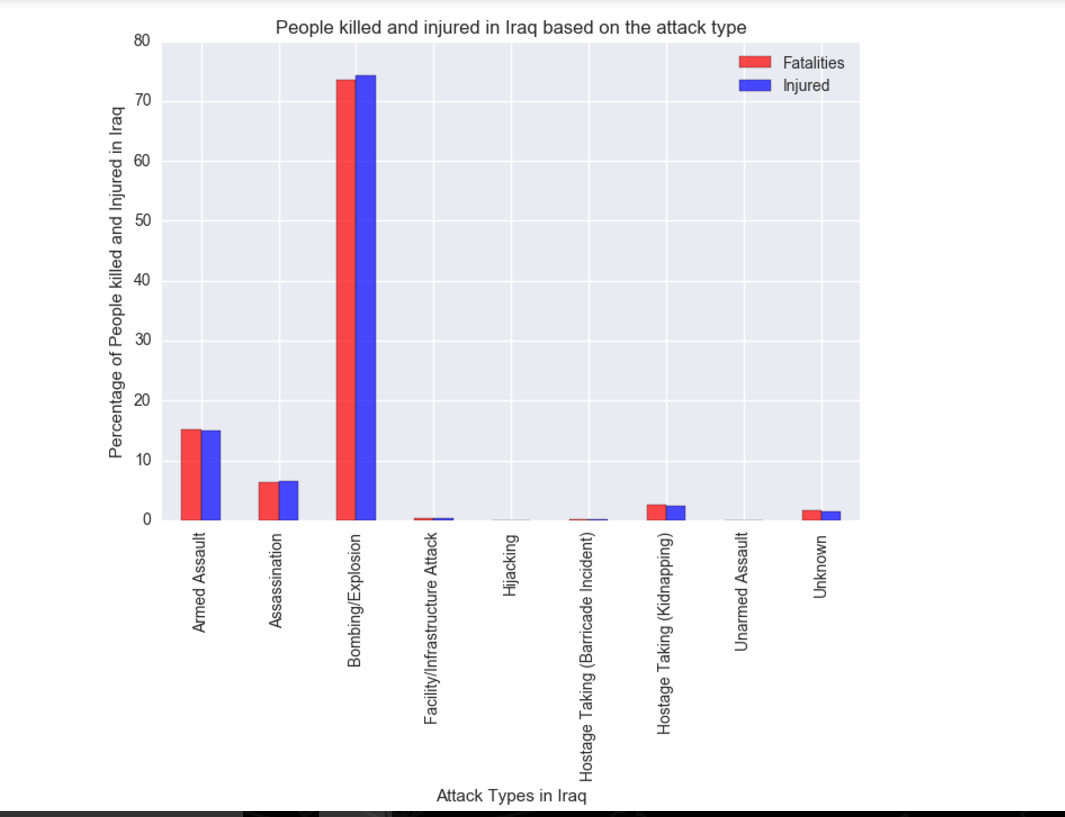 People killed and injured in Iraq based on the attack type
Fatalities
Injured
Percentage of People killed and Injured in Iraq
80
70
60
50
40
30
20
10
0
Armed Assault
Assassination
Bombing/Explosion
Facility/Infrastructure Attack
Hijacking
Hostage Taking (Barricade Incident)
Hostage Taking (Kidnapping)
Unarmed Assault
Unknown
Attack Types in Iraq